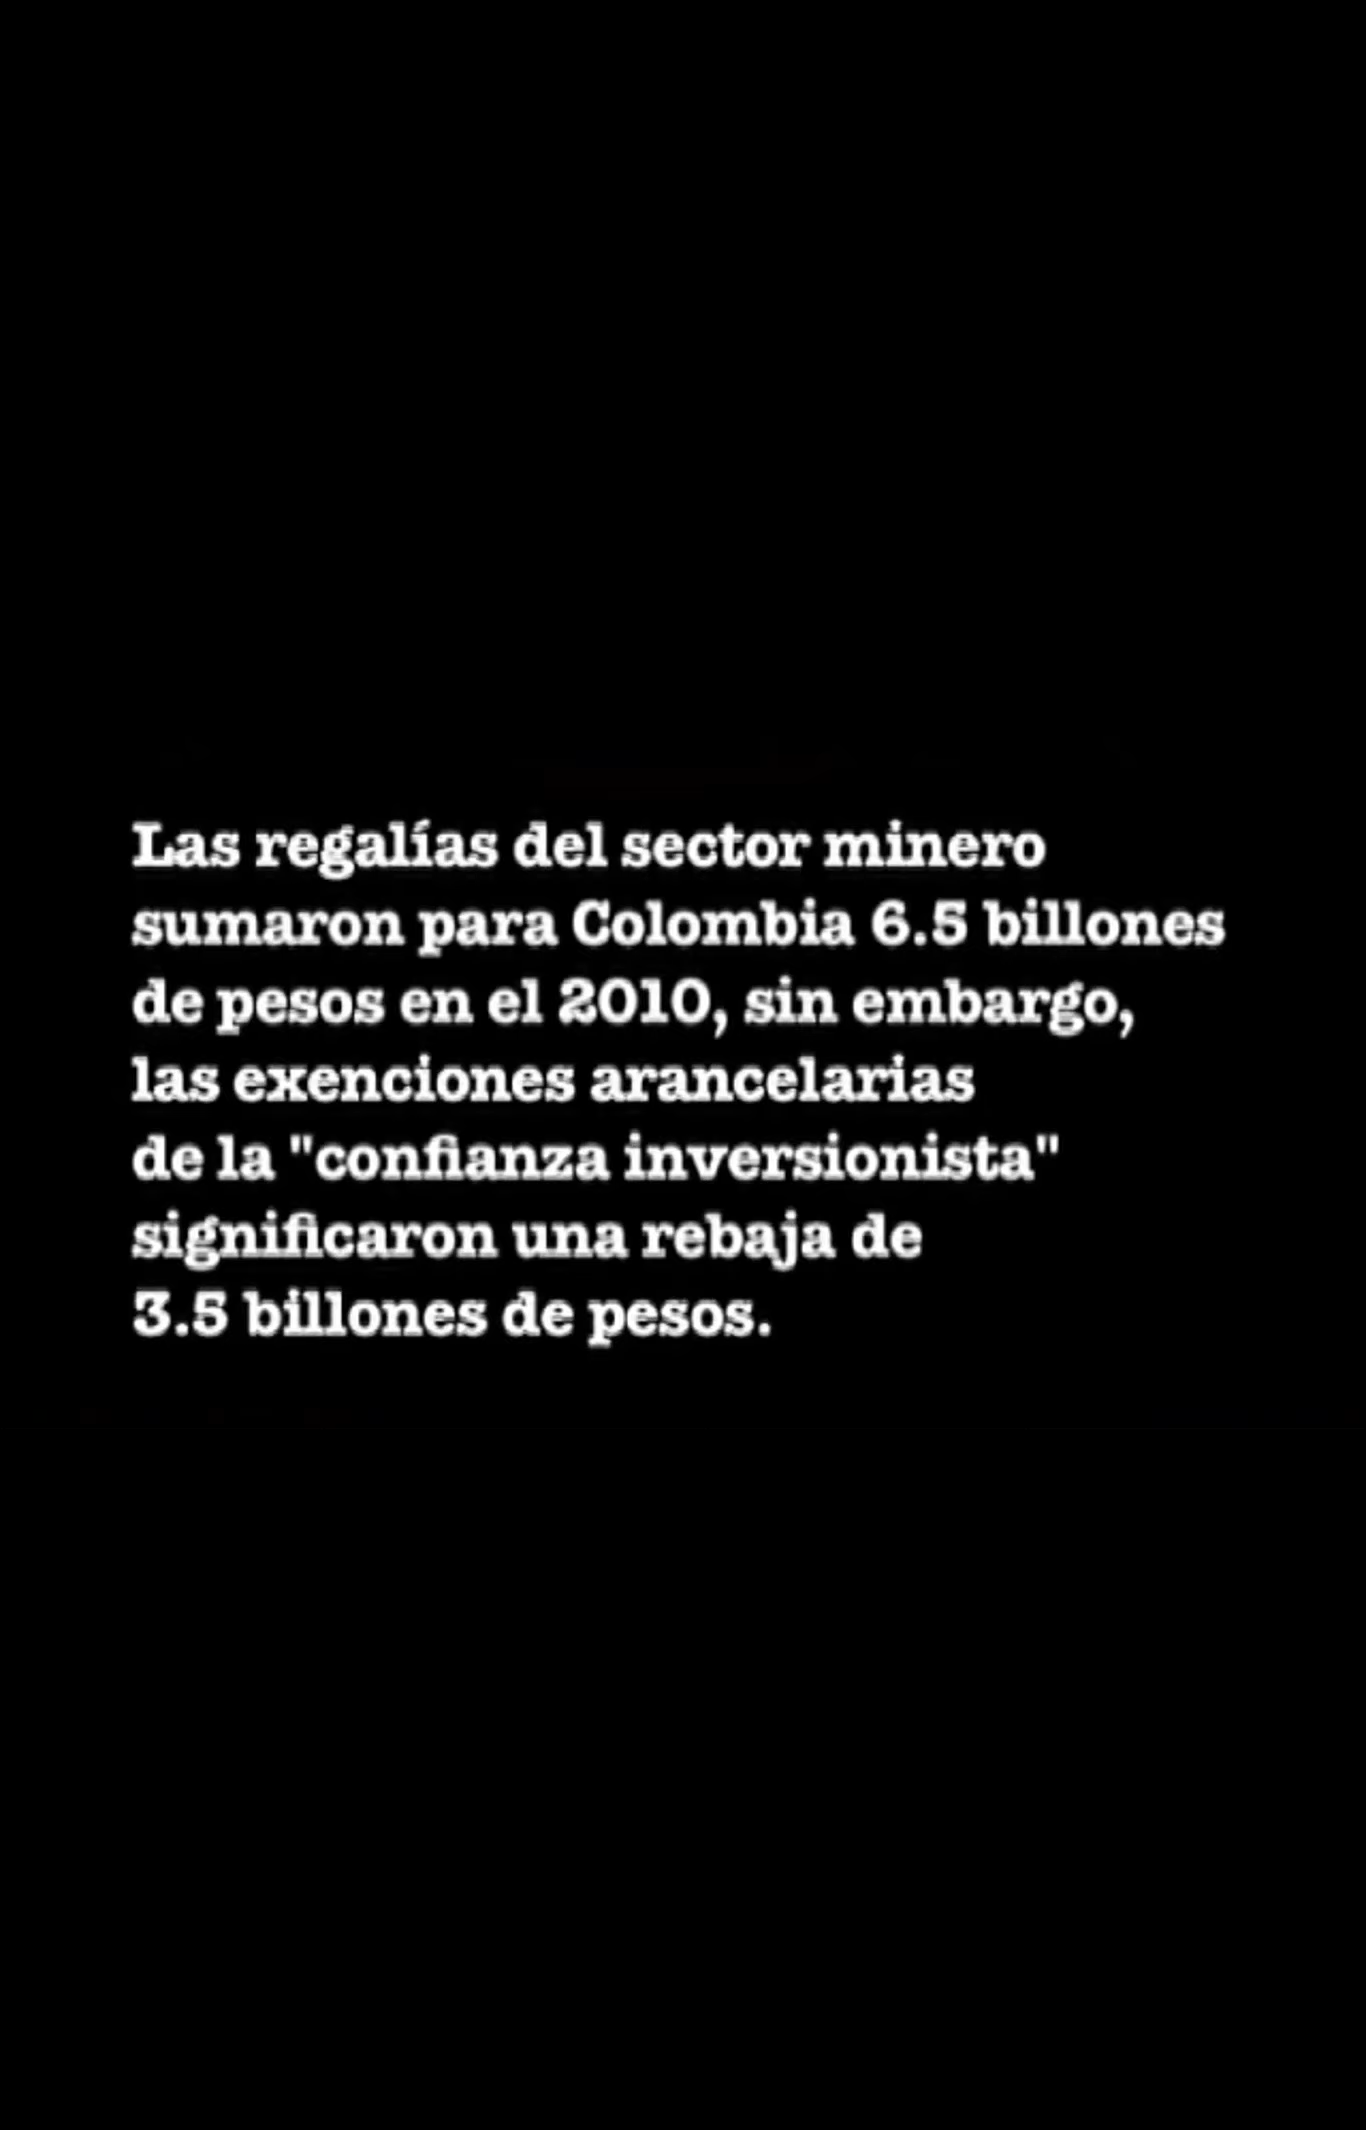 Las regalías del sector minero
sumaron para Colombia 6.5 billones
de pesos en el 2010, sin embargo,
las exenciones arancelarias
de la "confianza inversionista"
significaron una rebaja de
3.5 billones de pesos.